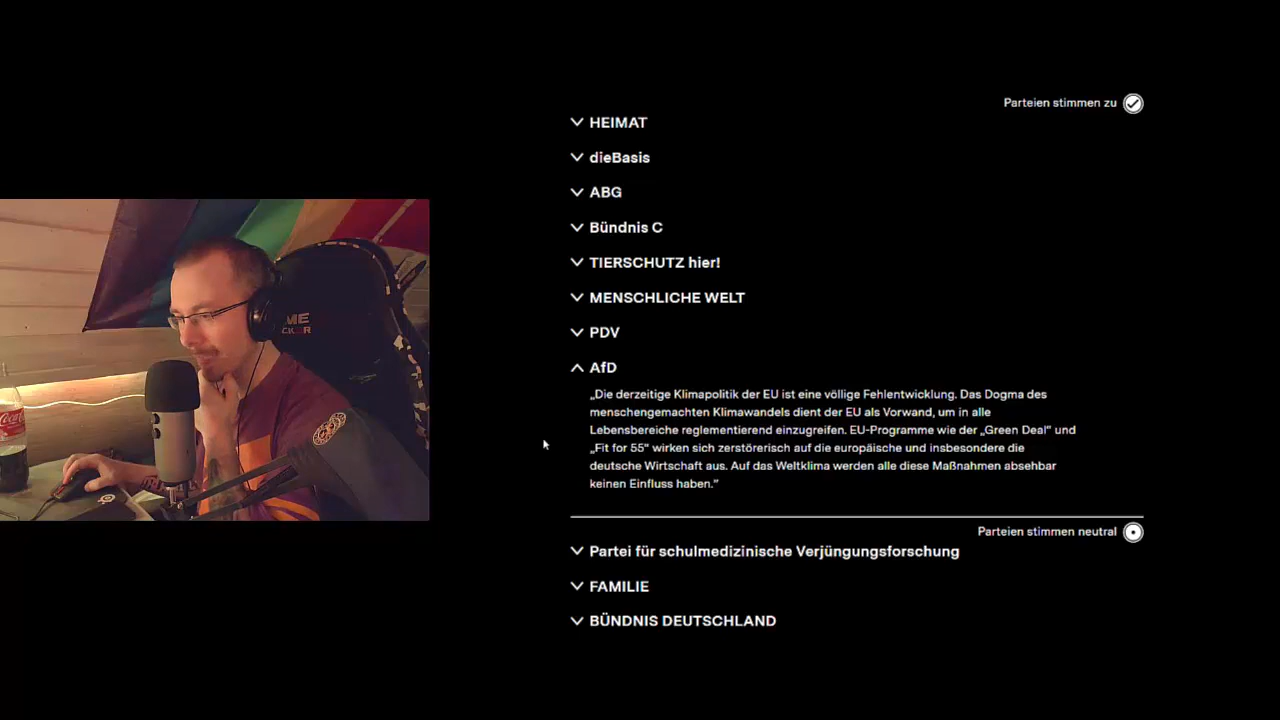 Parteien stimmen zu
HEIMAT
dieBasis
ABG
Bündnis C
TIERSCHUTZ hier!
MENSCHLICHE WELT
PDV
AfD
„Die derzeitige Klimapolitik der EU ist eine völlige Fehlentwicklung. Das Dogma des
menschengemachten Klimawandels dient der EU als Vorwand, um in alle
Lebensbereiche reglementierend einzugreifen. EU-Programme wie der „Green Deal“ und
„Fit for 55“ wirken sich zerstörerisch auf die europäische und insbesondere die
deutsche Wirtschaft aus. Auf das Weltklima werden alle diese Maßnahmen absehbar
keinen Einfluss haben.”
Parteien stimmen neutral
Partei für schulmedizinische Verjüngungsforschung
FAMILIE
BÜNDNIS DEUTSCHLAND